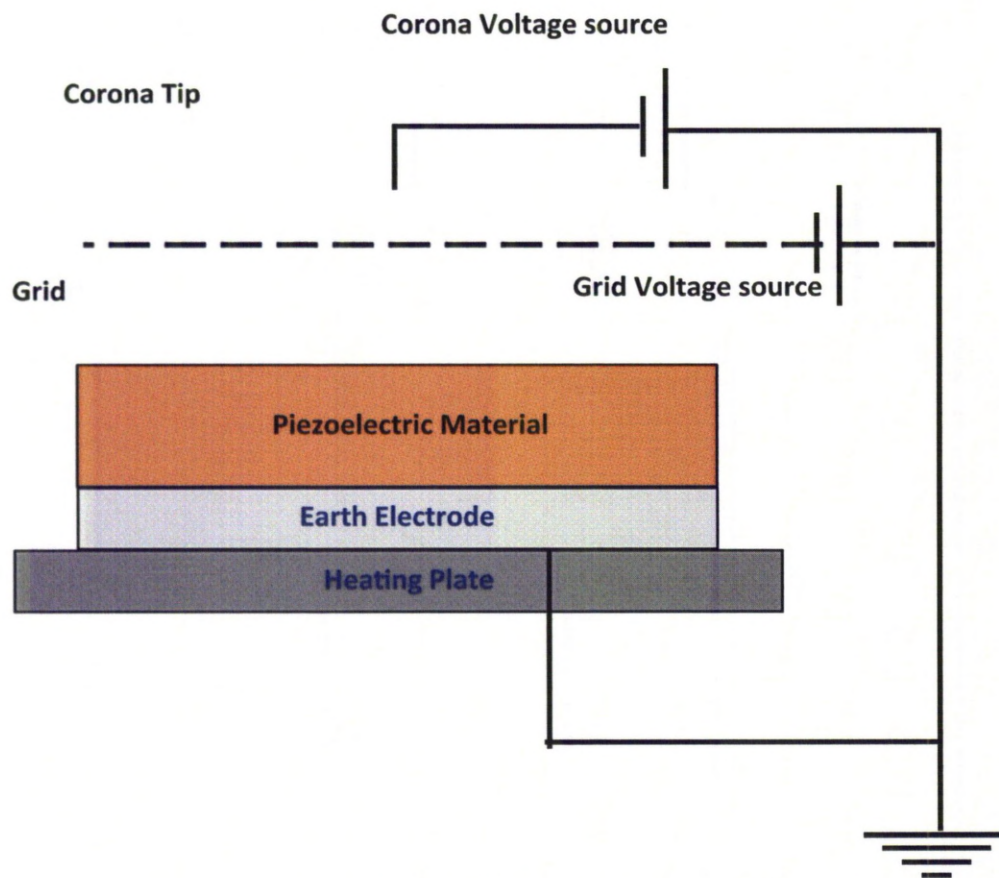 Corona Voltage source
Corona Tip
Grid
Grid Voltage source
Piezoelectric Material
Earth Electrode
Heating Plate